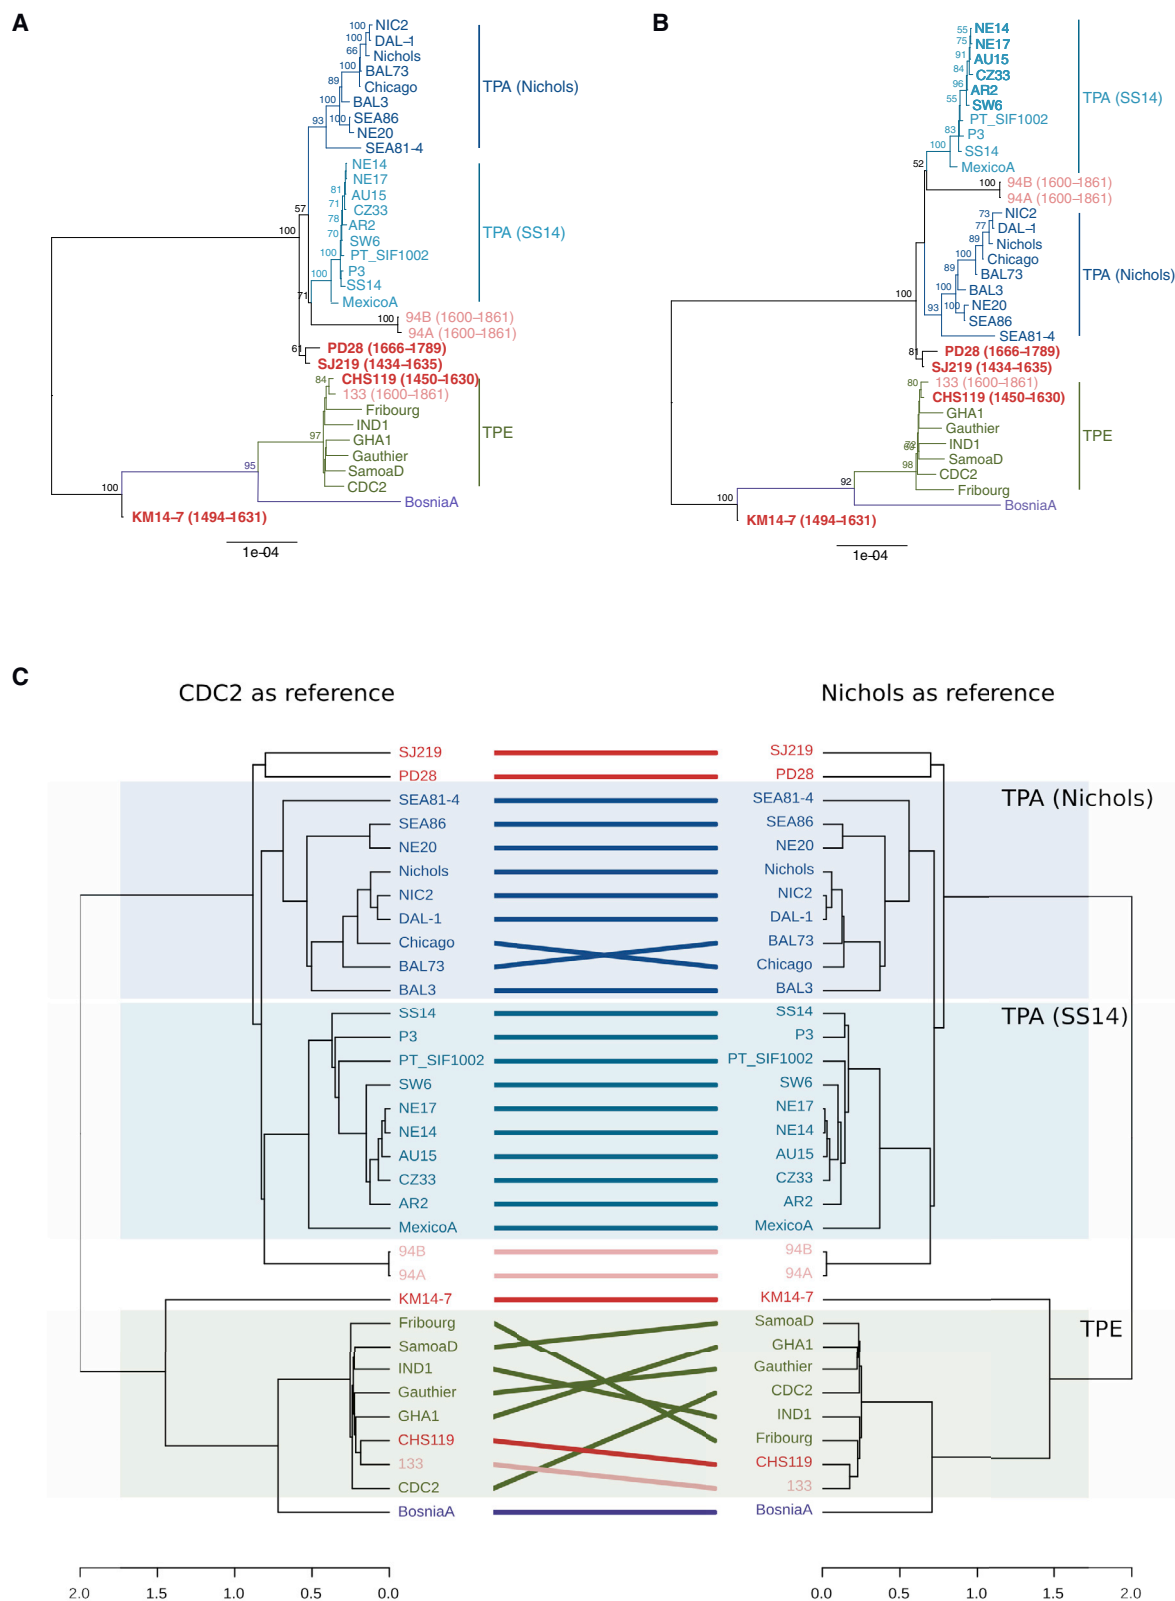 A
100
NIC2
100
DAL-1
66
Nichols
100
BAL73
89
Chicago
100
BAL3
93
100
SEA86
NE20
SEA81-4
TPA (Nichols)
NE14
NE17
81
AU15
71
CZ33
78
AR2
70
SW6
100
PT_SIF1002
P3
100
SS14
MexicoA
TPA (SS14)
57
100
71
100
94B (1600–1861)
94A (1600–1861)
61
PD28 (1666–1789)
SJ219 (1434–1635)
84
CHS119 (1450–1630)
133 (1600–1861)
Fribourg
IND1
97
GHA1
Gauthier
SamoaD
CDC2
TPE
95
BosniaA
100
KM14-7 (1494–1631)
1e-04
B
55
NE14
75
NE17
91
AU15
84
CZ33
96
AR2
55
SW6
PT_SIF1002
83
P3
100
SS14
MexicoA
TPA (SS14)
52
100
94B (1600–1861)
94A (1600–1861)
73
NIC2
77
DAL-1
89
Nichols
100
Chicago
89
BAL73
100
BAL3
93
100
NE20
SEA86
SEA81-4
TPA (Nichols)
100
81
PD28 (1666–1789)
SJ219 (1434–1635)
80
133 (1600–1861)
CHS119 (1450–1630)
GHA1
Gauthier
IND1
SamoaD
98
CDC2
Fribourg
TPE
92
BosniaA
100
KM14-7 (1494–1631)
1e-04
C
CDC2 as reference
Nichols as reference
SJ219
SJ219
PD28
PD28
TPA (Nichols)
SEA81-4
SEA81-4
SEA86
SEA86
NE20
NE20
Nichols
Nichols
NIC2
NIC2
DAL-1
DAL-1
Chicago
BAL73
BAL73
Chicago
BAL3
BAL3
TPA (SS14)
SS14
SS14
P3
P3
PT_SIF1002
PT_SIF1002
SW6
SW6
NE17
NE17
NE14
NE14
AU15
AU15
CZ33
CZ33
AR2
AR2
MexicoA
MexicoA
94B
94B
94A
94A
KM14-7
KM14-7
TPE
Fribourg
SamoaD
SamoaD
GHA1
IND1
Gauthier
Gauthier
CDC2
GHA1
IND1
CHS119
Fribourg
133
CHS119
CDC2
133
BosniaA
BosniaA
2.0 1.5 1.0 0.5 0.0
0.0 0.5 1.0 1.5 2.0